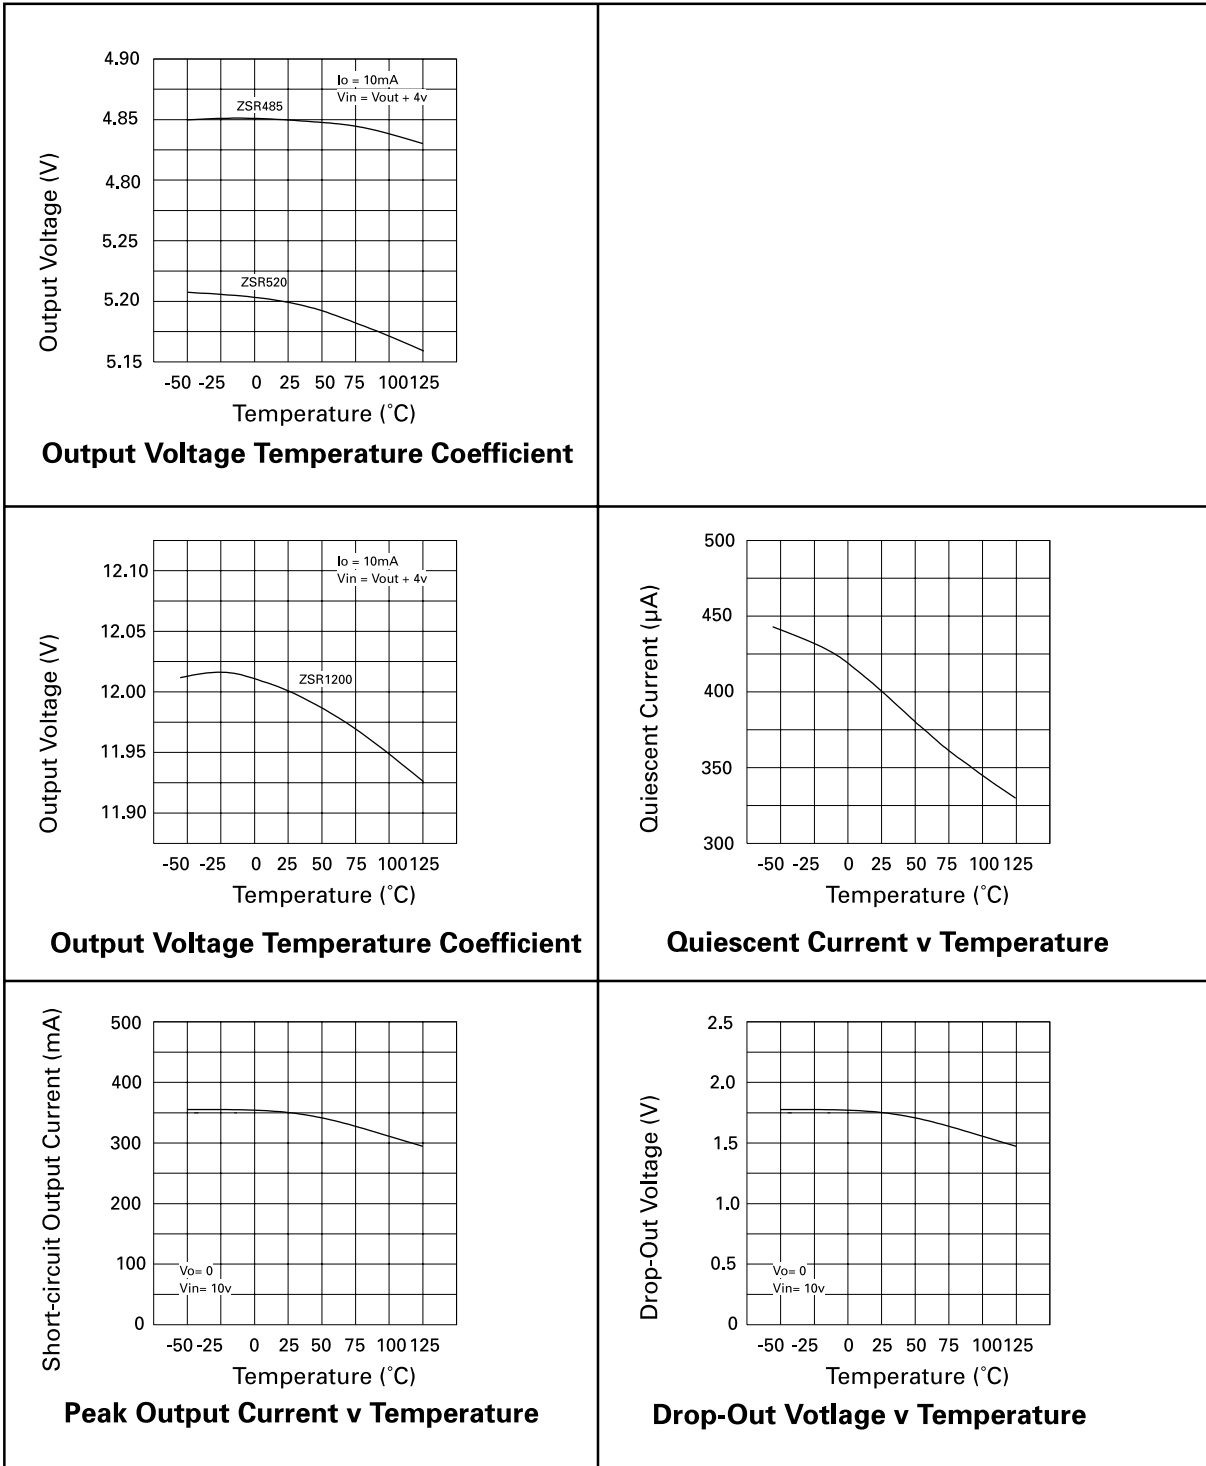 4.90
4.85
4.80
5.25
5.20
5.15
Output Voltage (V)
Io = 10mA
Vin = Vout + 4v
ZSR485
ZSR520
-50 -25 0 25 50 75 100 125
Temperature (˚C)
Output Voltage Temperature Coefficient
12.10
12.05
12.00
11.95
11.90
Output Voltage (V)
Io = 10mA
Vin = Vout + 4v
ZSR1200
-50 -25 0 25 50 75 100 125
Temperature (˚C)
Output Voltage Temperature Coefficient
500
450
400
350
300
Quiescent Current (µA)
-50 -25 0 25 50 75 100 125
Temperature (˚C)
Quiescent Current v Temperature
500
400
300
200
100
0
Short-circuit Output Current (mA)
Vo= 0
Vin= 10v
-50 -25 0 25 50 75 100 125
Temperature (˚C)
Peak Output Current v Temperature
2.5
2.0
1.5
1.0
0.5
0
Drop-Out Voltage (V)
Vo= 0
Vin= 10v
-50 -25 0 25 50 75 100 125
Temperature (˚C)
Drop-Out Votlage v Temperature